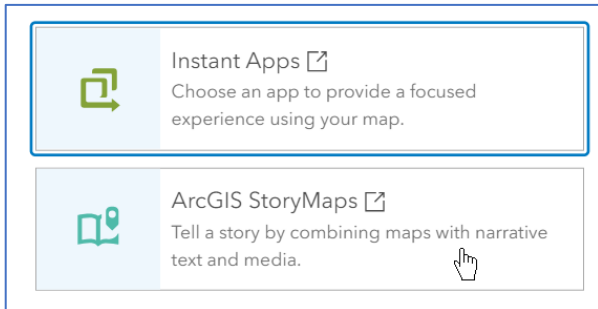 Instant Apps
Choose an app to provide a focused
experience using your map.
ArcGIS StoryMaps
Tell a story by combining maps with narrative
text and media.